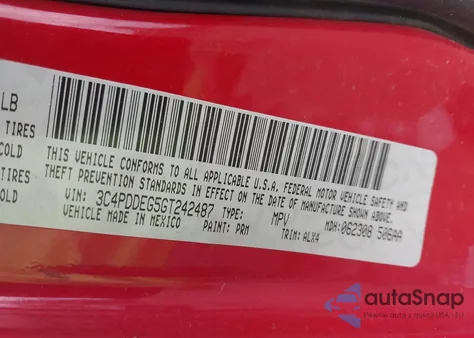 LB
TIRES
COLD
TIRES
COLD
THIS VEHICLE CONFORMS TO ALL APPLICABLE U.S.A. FEDERAL MOTOR VEHICLE SAFETY AND
THEFT PREVENTION STANDARDS IN EFFECT ON THE DATE OF MANUFACTURE SHOWN ABOVE.
VIN: 3C4PDDEG5GT242487 TYPE: MPV MDH: 062308 506AA
VEHICLE MADE IN MEXICO PAINT: PRM TRIM: ALX4
autoSnap